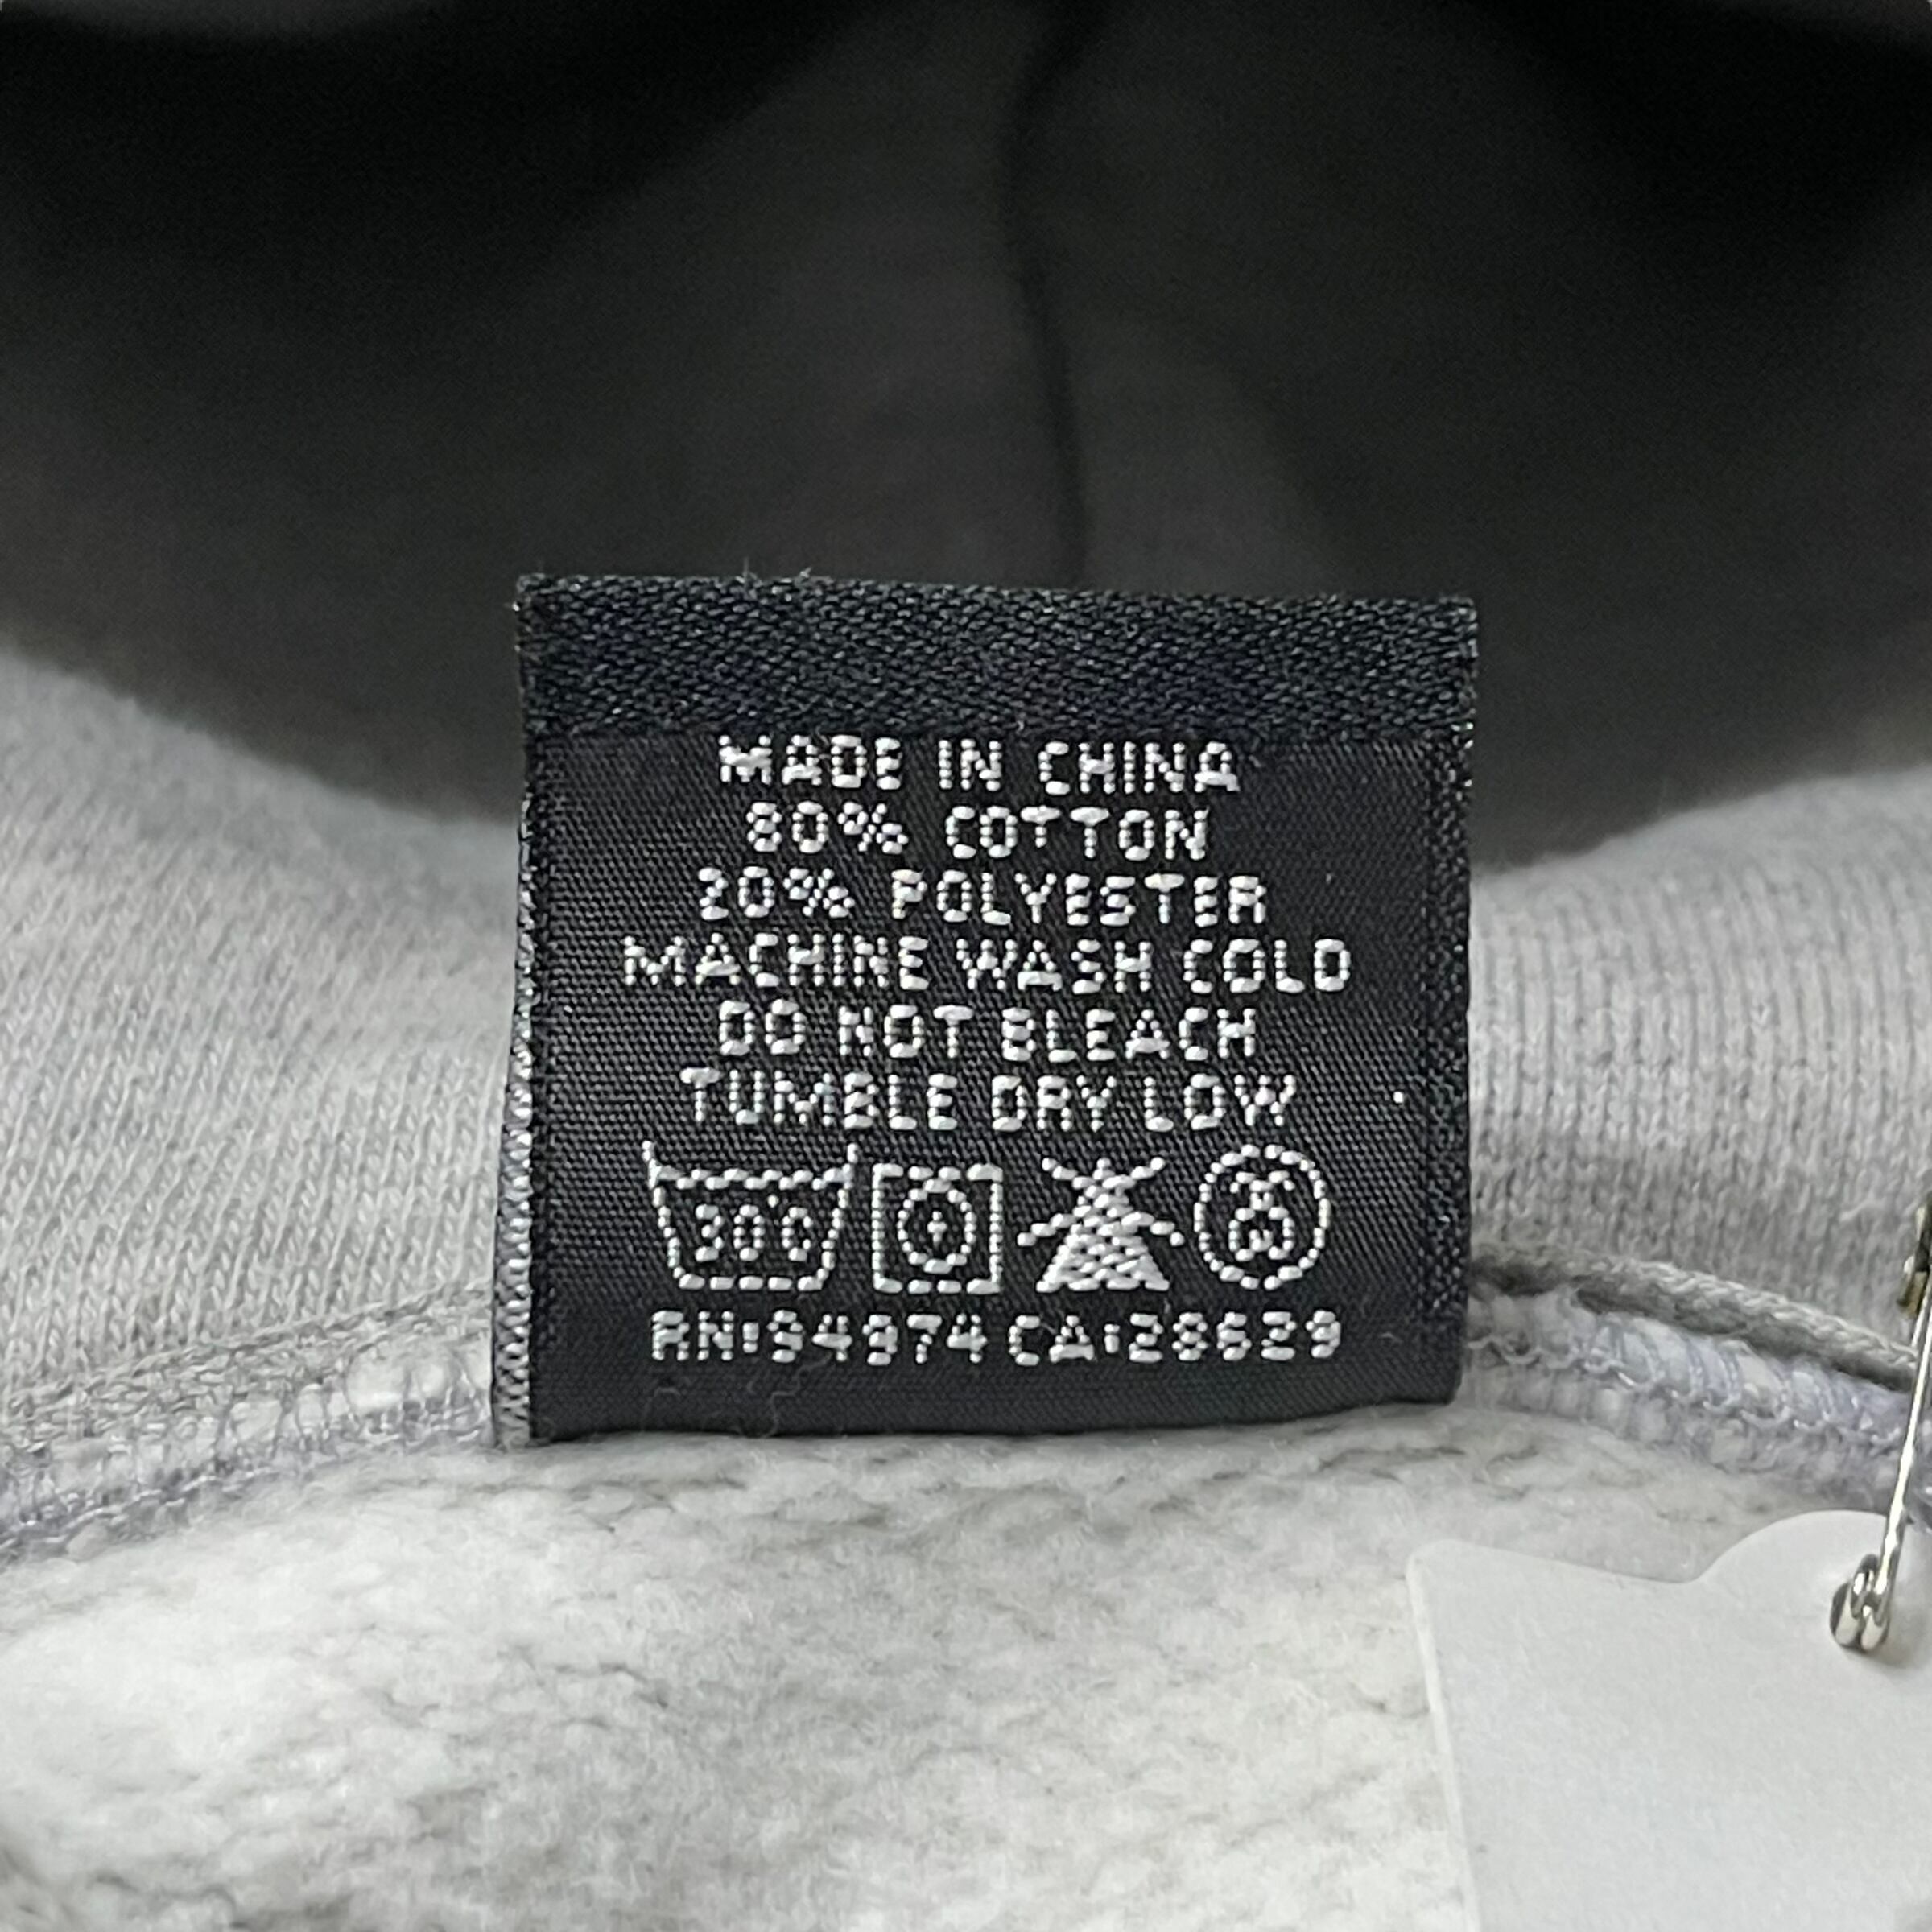 MADE IN CHINA
80% COTTON
20% POLYESTER
MACHINE WASH COLD
DO NOT BLEACH
TUMBLE DRY LOW
30°C
RN:94974 CA:28629